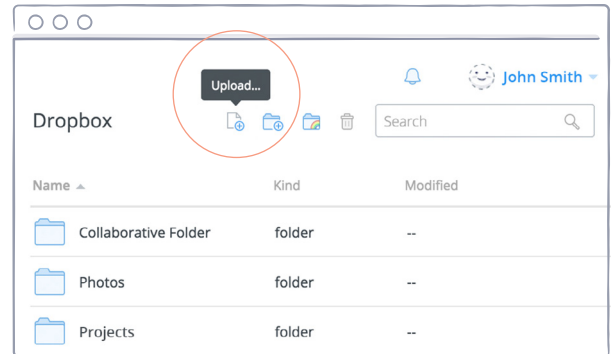 John Smith
Upload...
Dropbox
Search
Name Kind Modified
Collaborative Folder folder --
Photos folder --
Projects folder --